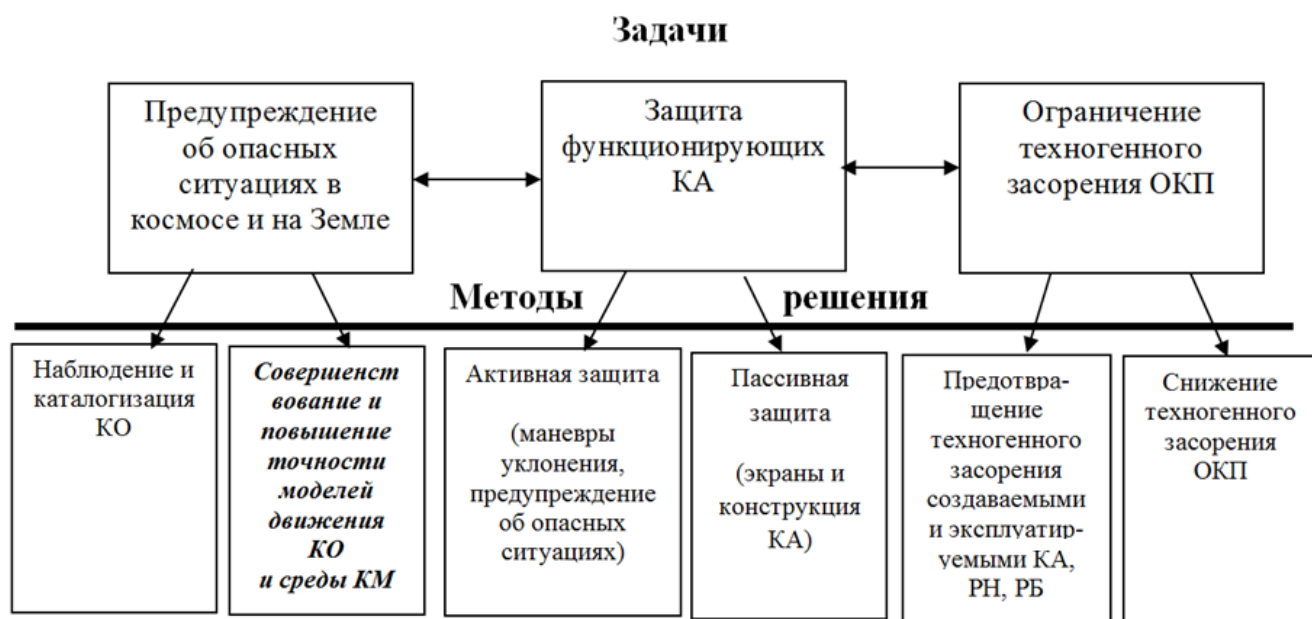 Задачи
Предупреждение
об опасных
ситуациях в
космосе и на Земле
Защита
функционирующих
КА
Ограничение
техногенного
засорения ОКП
Методы решения
Наблюдение и
каталогизация
КО
Совершенст
вование и
повышение
точности
моделей
движения
КО
и среды КМ
Активная защита
(маневры
уклонения,
предупреждение
об опасных
ситуациях)
Пассивная
защита
(экраны и
конструкция
КА)
Предотвра-
щение
техногенного
засорения
создаваемыми
и эксплуатир-
уемыми КА,
РН, РБ
Снижение
техногенного
засорения
ОКП